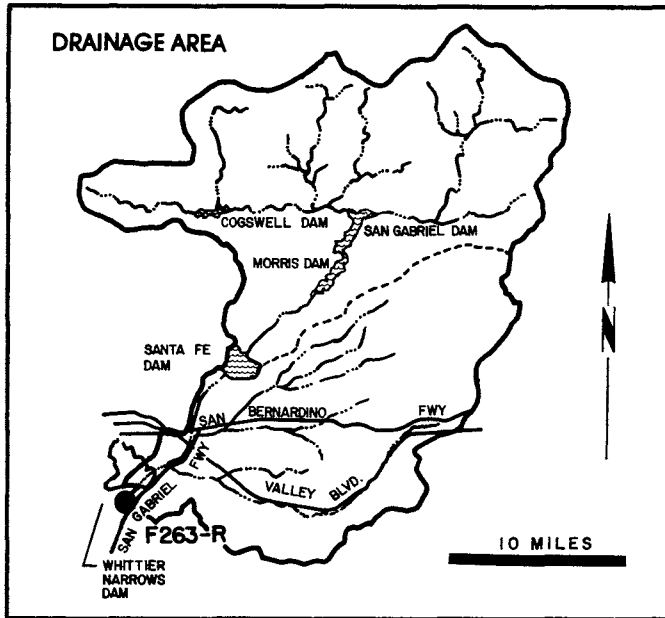 DRAINAGE AREA
COGSWELL DAM
SAN GABRIEL DAM
MORRIS DAM
SANTA FE
DAM
SAN BERNARDINO FWY
N
SAN GABRIEL FWY
VALLEY BLVD.
F263-R
WHITTIER
NARROWS
DAM
10 MILES